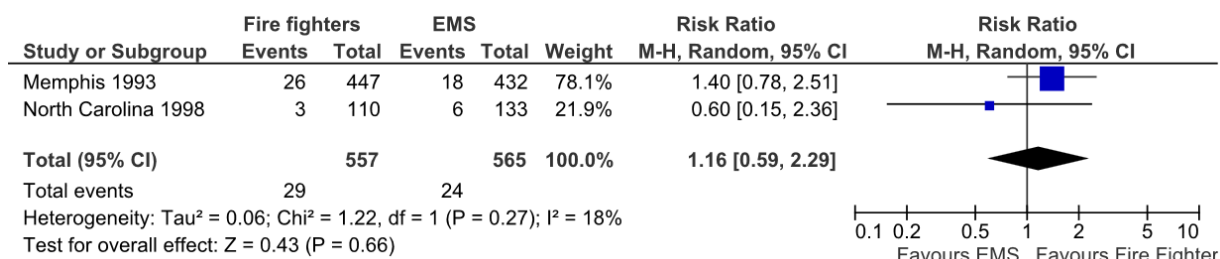 Fire fighters EMS Risk Ratio Risk Ratio
Study or Subgroup Events Total Events Total Weight M-H, Random, 95% CI M-H, Random, 95% CI
Memphis 1993 26 447 18 432 78.1% 1.40 [0.78, 2.51]
North Carolina 1998 3 110 6 133 21.9% 0.60 [0.15, 2.36]
Total (95% CI) 557 565 100.0% 1.16 [0.59, 2.29]
Total events 29 24
Heterogeneity: Tau² = 0.06; Chi² = 1.22, df = 1 (P = 0.27); I² = 18%
Test for overall effect: Z = 0.43 (P = 0.66)
0.1 0.2 0.5 1 2 5 10
Favours EMS Favours Fire Fighter